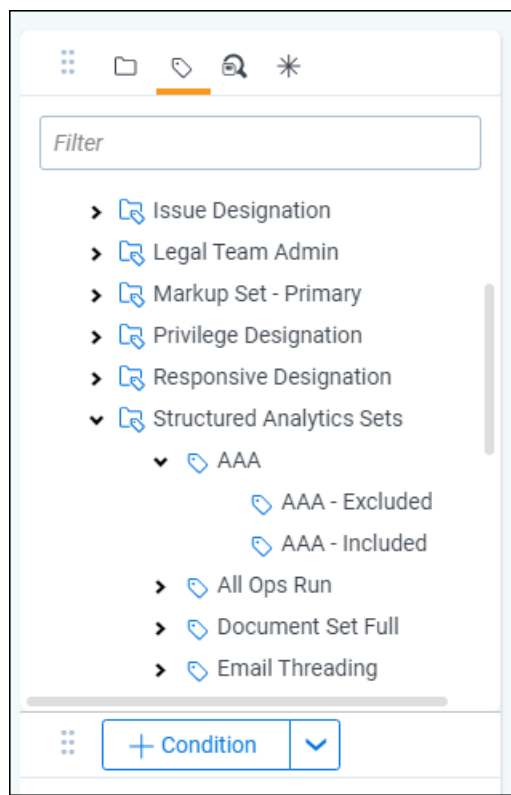 Filter
Issue Designation
Legal Team Admin
Markup Set - Primary
Privilege Designation
Responsive Designation
Structured Analytics Sets
AAA
AAA - Excluded
AAA - Included
All Ops Run
Document Set Full
Email Threading
Condition